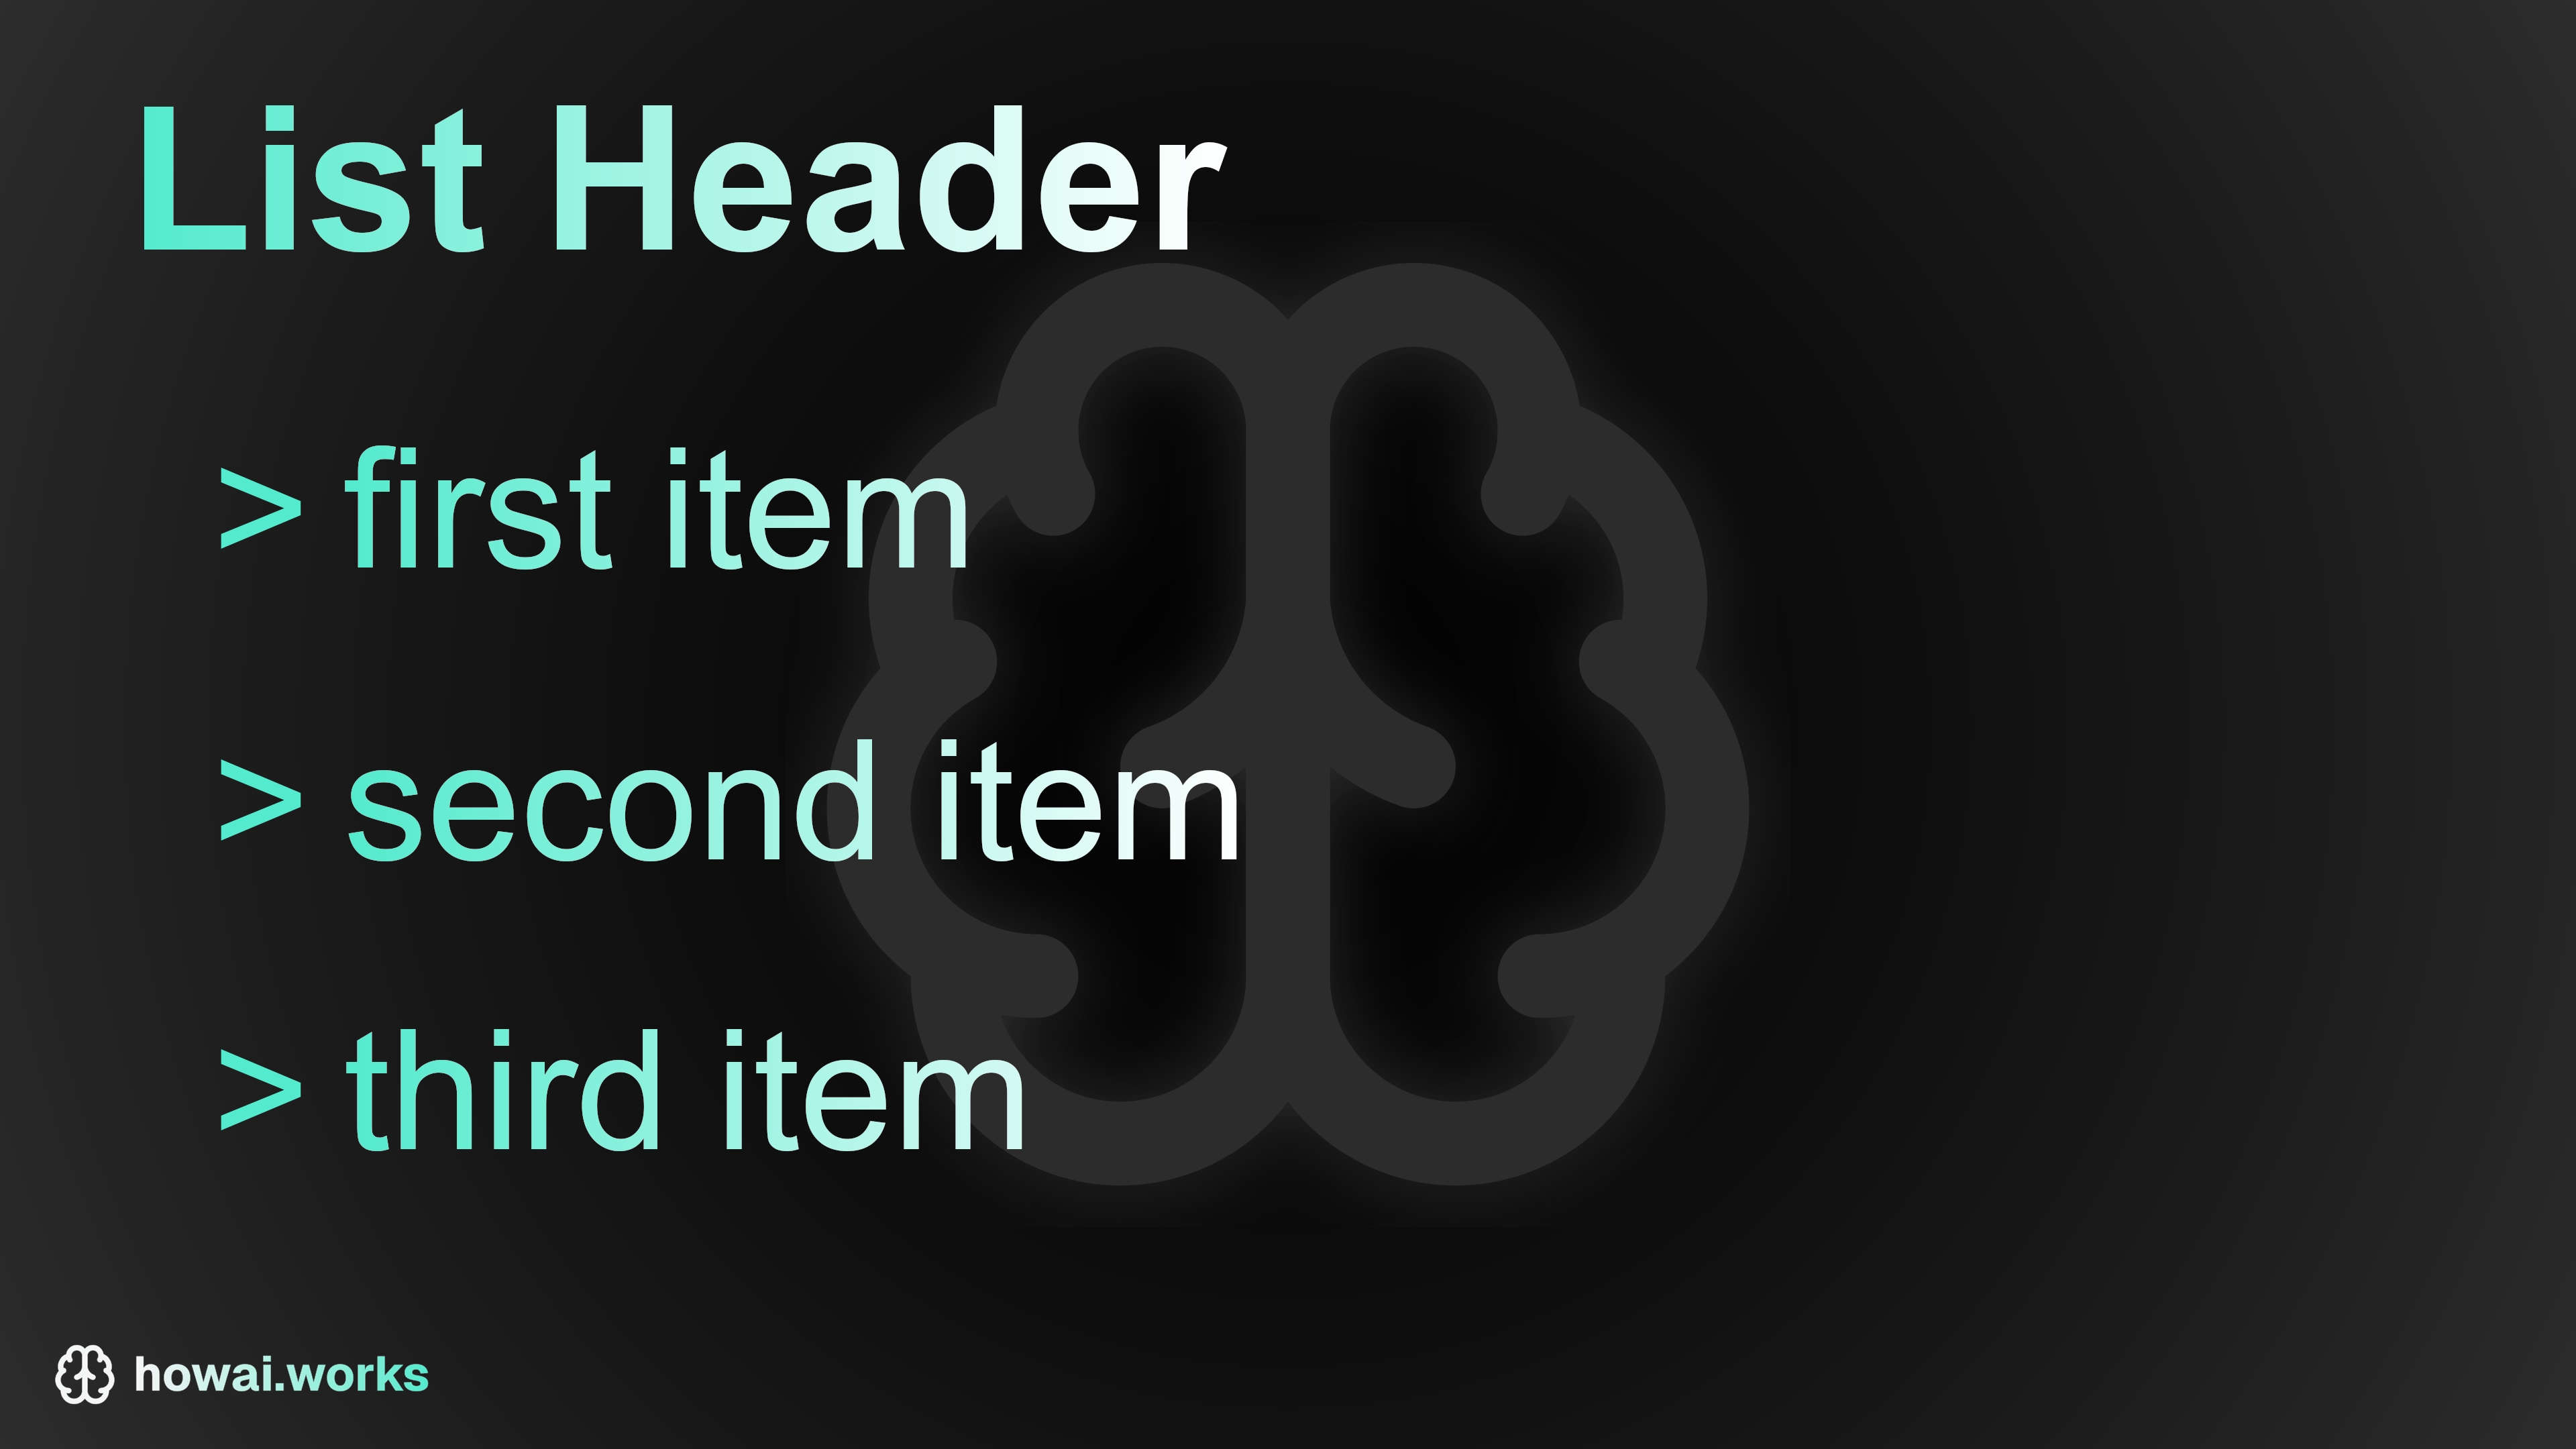 List Header
> first item
> second item
> third item
howai.works